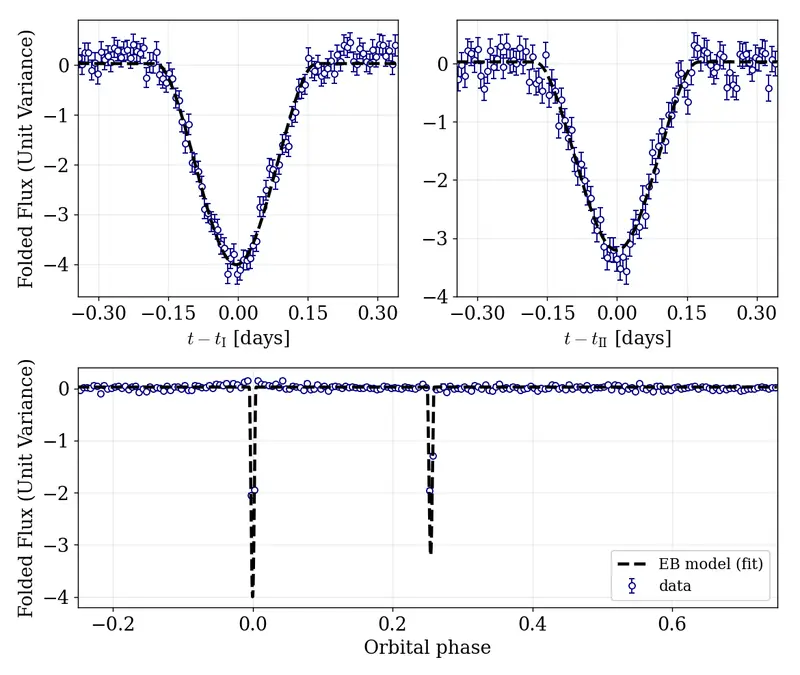 Folded Flux (Unit Variance)
0
−1
−2
−3
−4
−0.30 −0.15 0.00 0.15 0.30
t − tI [days]
0
−1
−2
−3
−4
−0.30 −0.15 0.00 0.15 0.30
t − tII [days]
Folded Flux (Unit Variance)
0
−1
−2
−3
−4
EB model (fit)
data
−0.2 0.0 0.2 0.4 0.6
Orbital phase